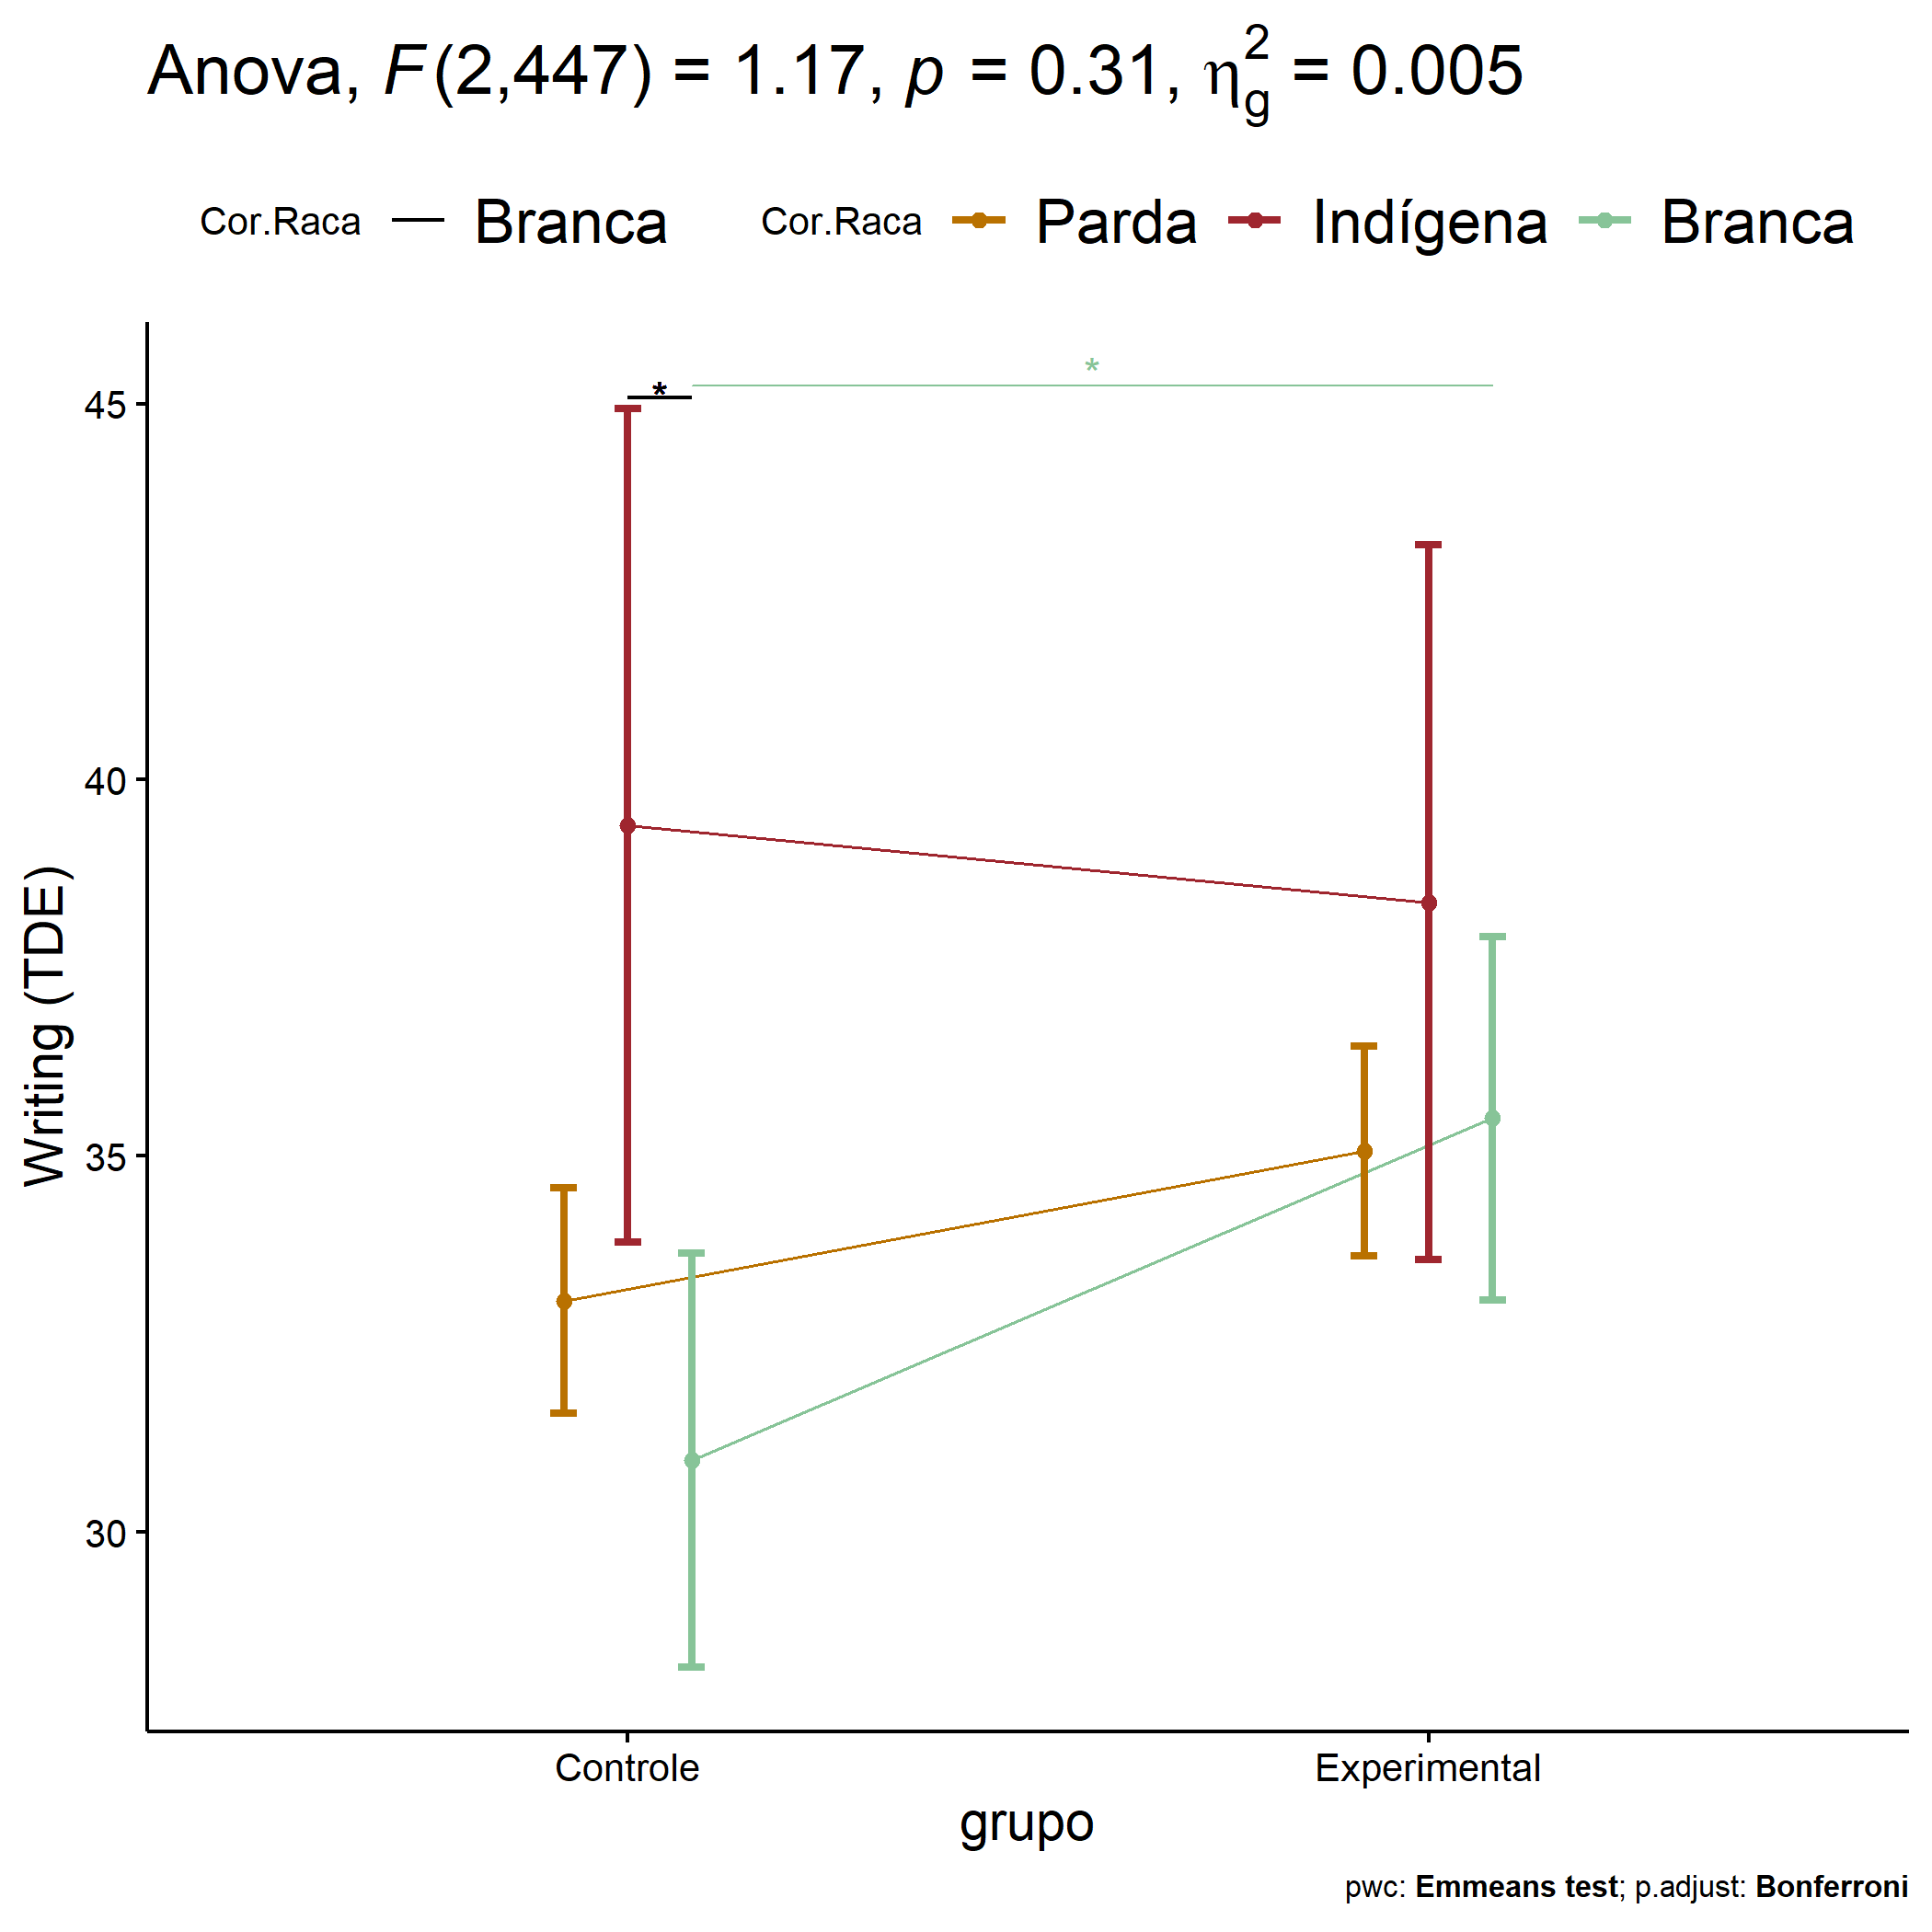 Anova, F(2,447) = 1.17, p = 0.31, η²g = 0.005
Cor.Raca Branca Cor.Raca Parda Indígena Branca
*
*
45
40
35
30
Writing (TDE)
Controle Experimental
grupo
pwc: Emmeans test; p.adjust: Bonferroni